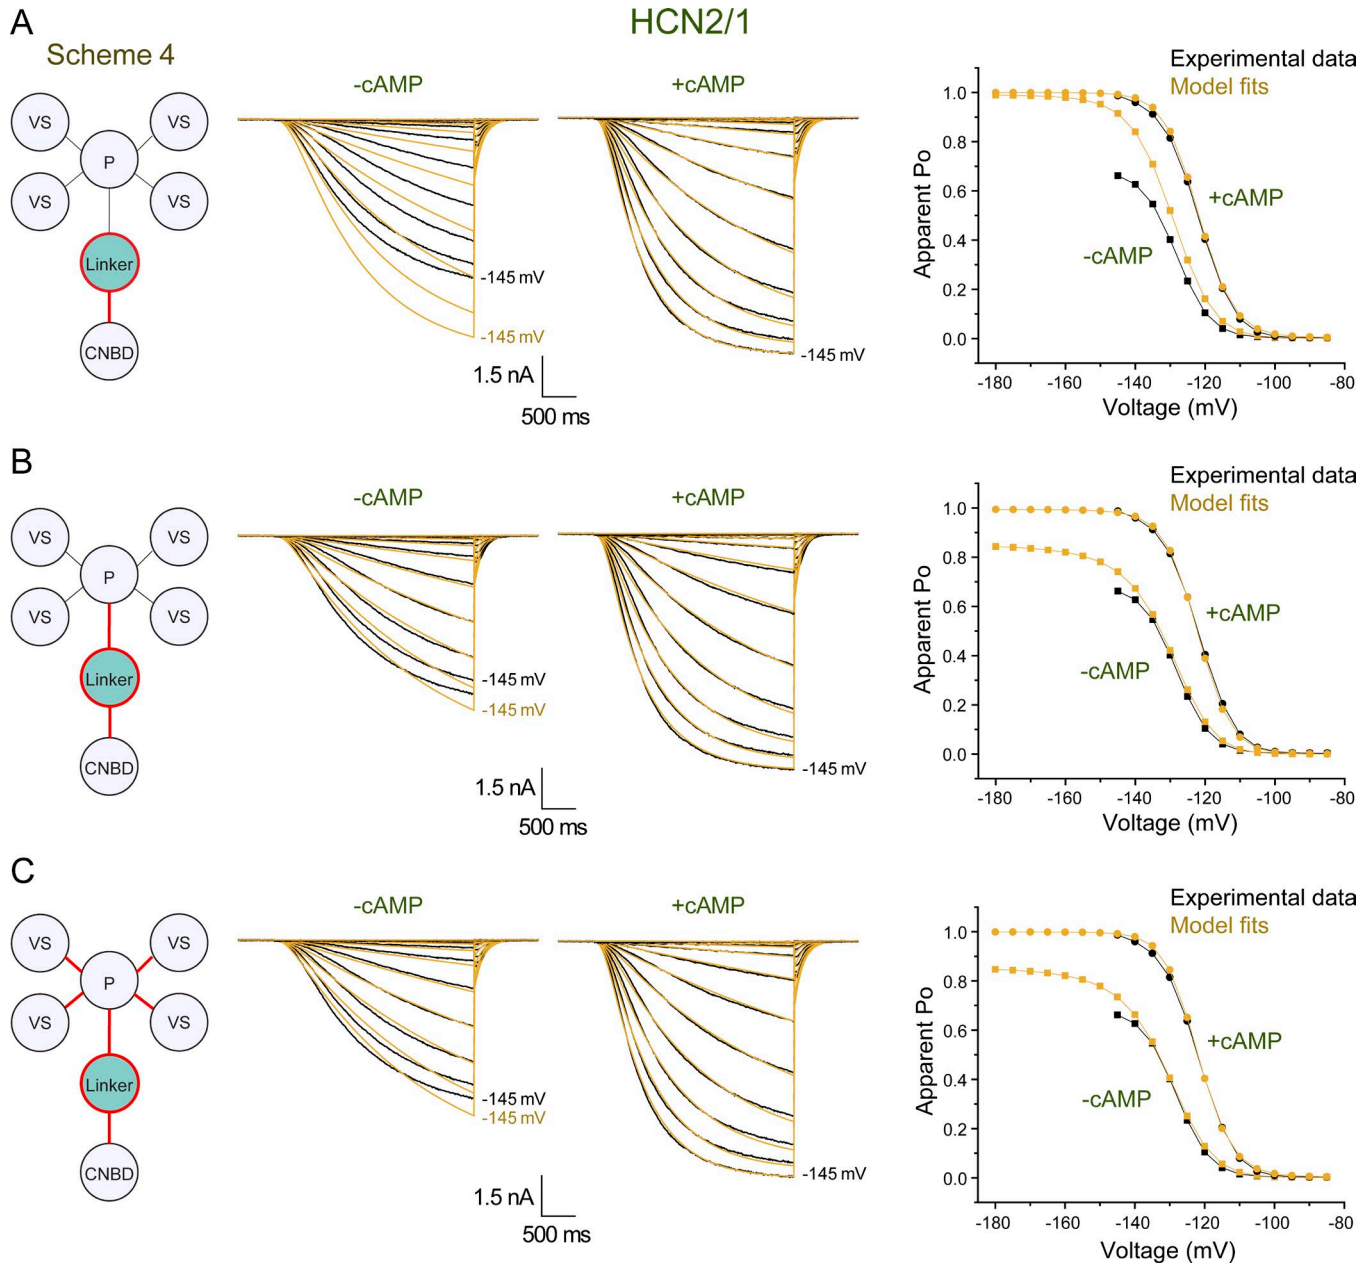 A
HCN2/1
Scheme 4
VS
VS
P
VS
VS
Linker
CNBD
-cAMP
+cAMP
-145 mV
-145 mV
-145 mV
1.5 nA
500 ms
Experimental data
Model fits
Apparent Po
1.0
0.8
0.6
0.4
0.2
0.0
+cAMP
-cAMP
-180
-160
-140
-120
-100
-80
Voltage (mV)
B
VS
VS
P
VS
VS
Linker
CNBD
-cAMP
+cAMP
-145 mV
-145 mV
-145 mV
1.5 nA
500 ms
Experimental data
Model fits
Apparent Po
1.0
0.8
0.6
0.4
0.2
0.0
+cAMP
-cAMP
-180
-160
-140
-120
-100
-80
Voltage (mV)
C
VS
VS
P
VS
VS
Linker
CNBD
-cAMP
+cAMP
-145 mV
-145 mV
-145 mV
1.5 nA
500 ms
Experimental data
Model fits
Apparent Po
1.0
0.8
0.6
0.4
0.2
0.0
+cAMP
-cAMP
-180
-160
-140
-120
-100
-80
Voltage (mV)